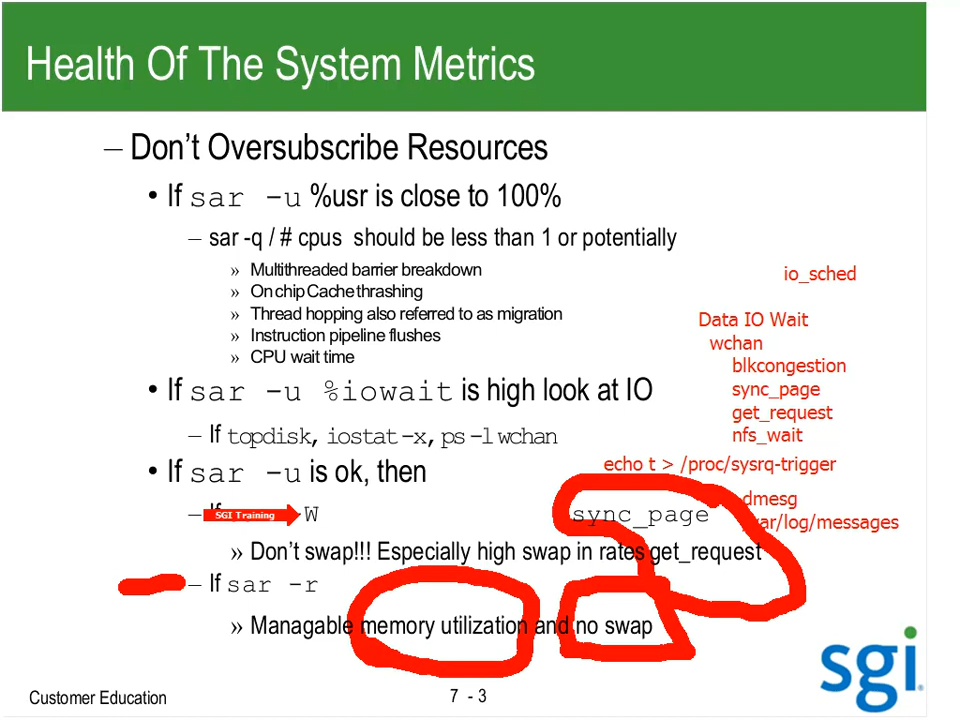 Health Of The System Metrics
– Don't Oversubscribe Resources
• If sar -u %usr is close to 100%
– sar -q / # cpus should be less than 1 or potentially
» Multithreaded barrier breakdown
» On chip Cache thrashing
» Thread hopping also referred to as migration
» Instruction pipeline flushes
» CPU wait time
• If sar -u %iowait is high look at IO
– If topdisk, iostat -x, ps -l wchan
• If sar -u is ok, then
– If SGI Training W
» Don't swap!!! Especially high swap in rates
– If sar -r
» Managable memory utilization and no swap
io_sched
Data IO Wait
wchan
blkcongestion
sync_page
get_request
nfs_wait
echo t > /proc/sysrq-trigger
dmesg
/var/log/messages
sync_page
get_request
sgi
Customer Education
7 - 3